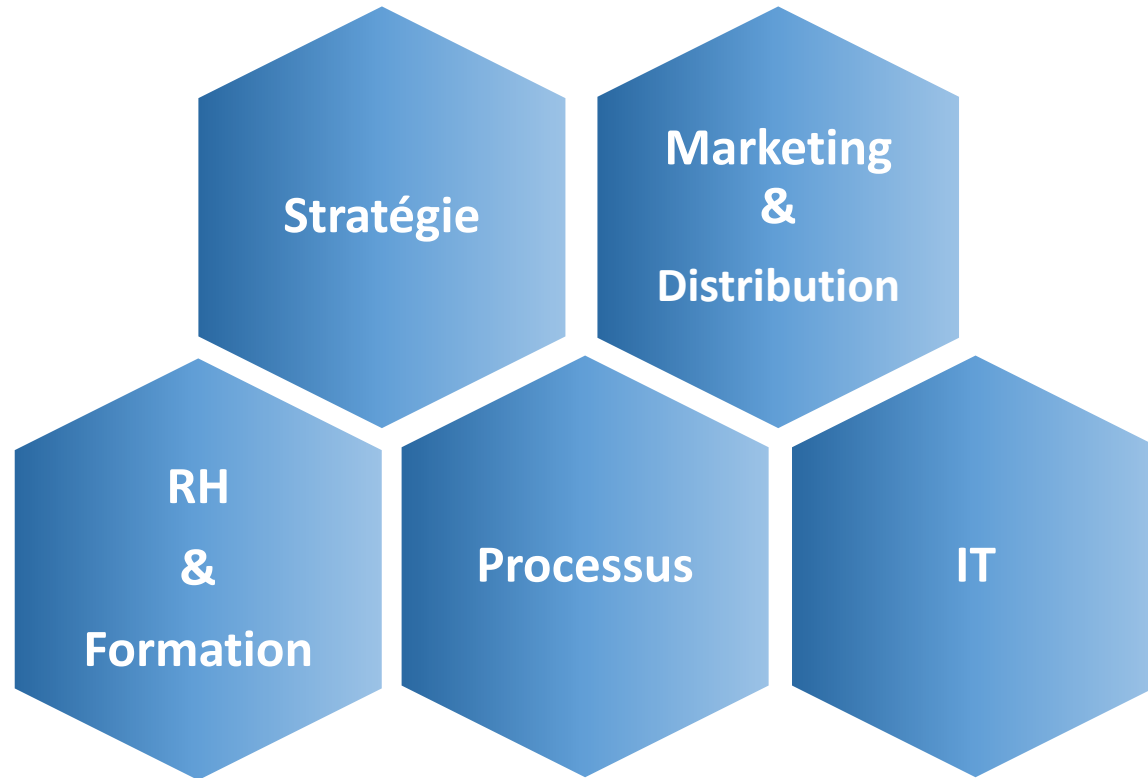 Stratégie
Marketing
&
Distribution
RH
&
Formation
Processus
IT